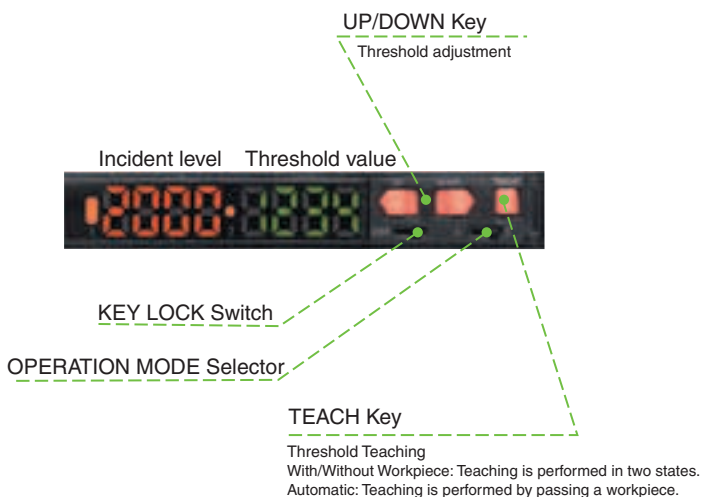 UP/DOWN Key
Threshold adjustment
Incident level Threshold value
2000 1234
KEY LOCK Switch
OPERATION MODE Selector
TEACH Key
Threshold Teaching
With/Without Workpiece: Teaching is performed in two states.
Automatic: Teaching is performed by passing a workpiece.